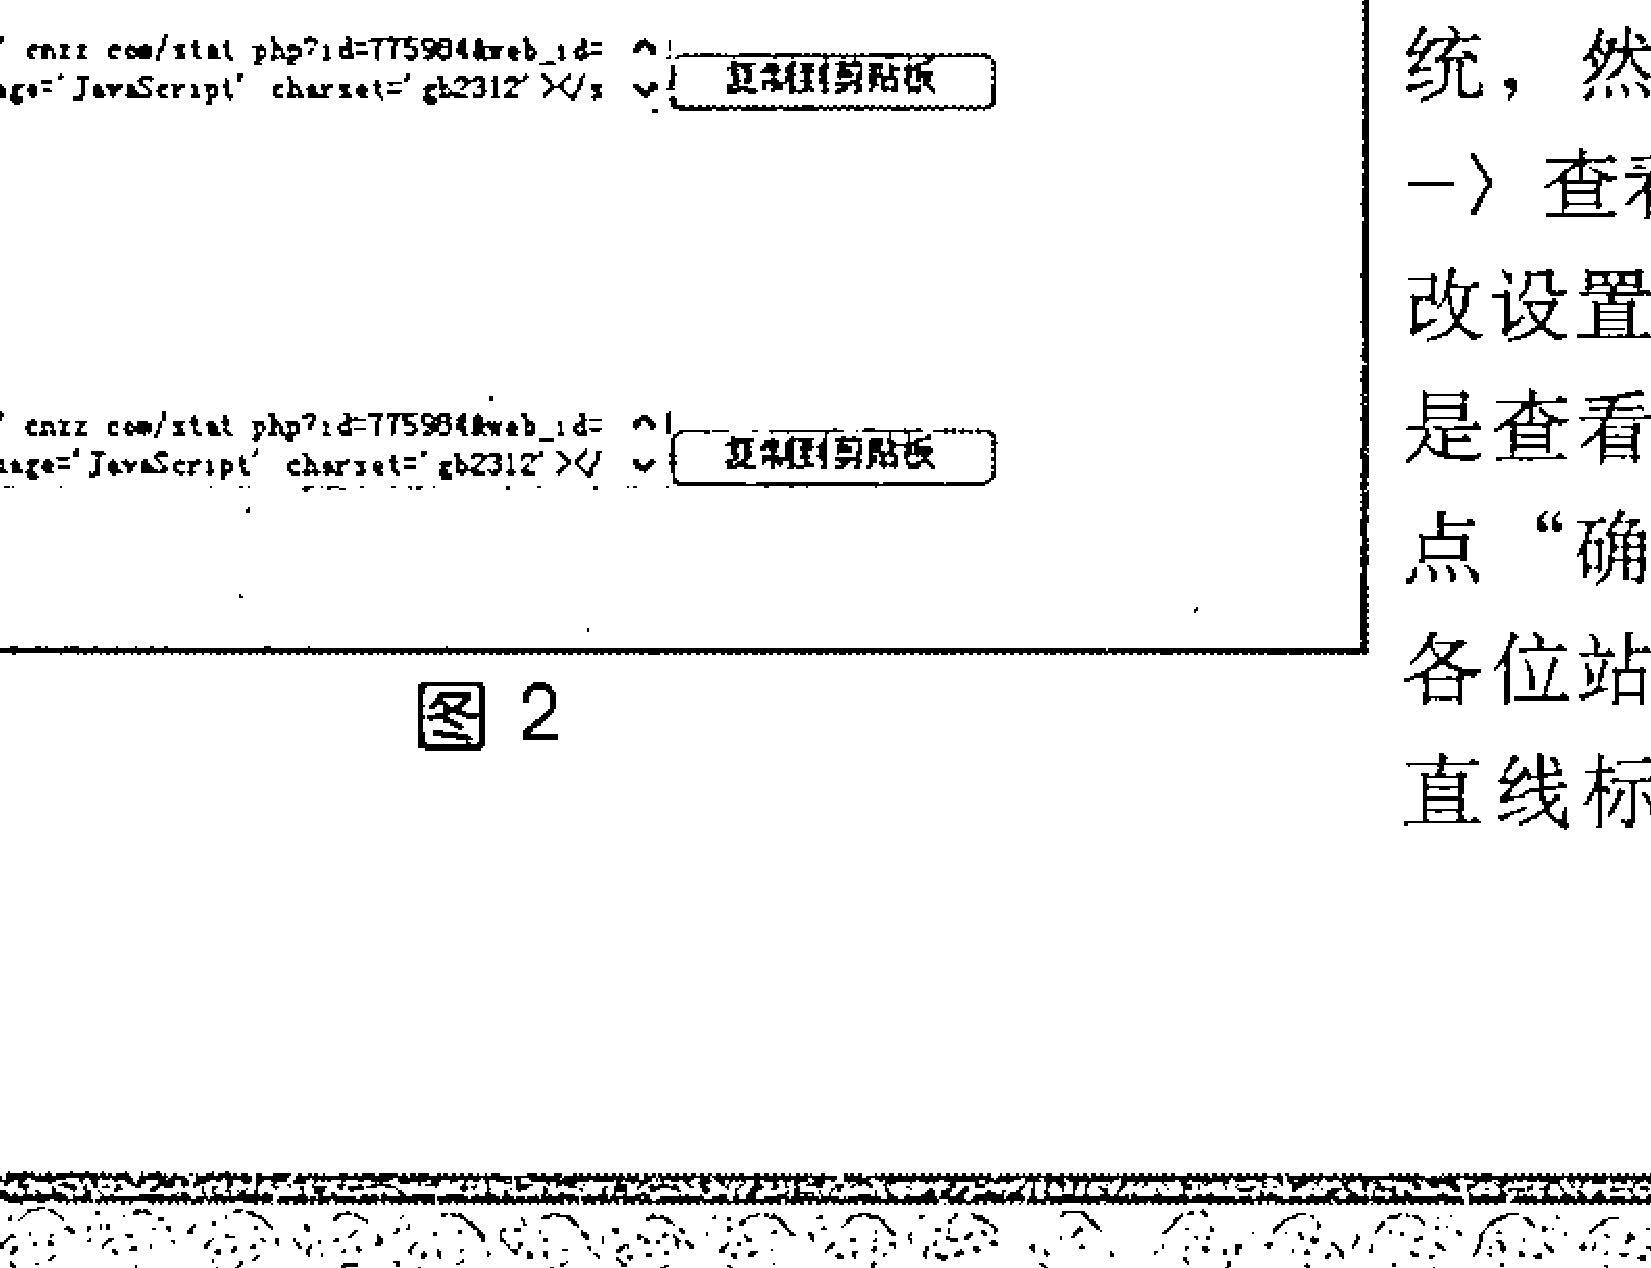 cnzz com/stat php?id=775984&web_id=
age='JavaScript' charset='gb2312'></s
复制到剪贴板
cnzz com/stat php?id=775984&web_id=
uage='JavaScript' charset='gb2312'></
复制到剪贴板
图 2
统，然
-〉查看
改设置
是查看
点“确
各位站
直线标